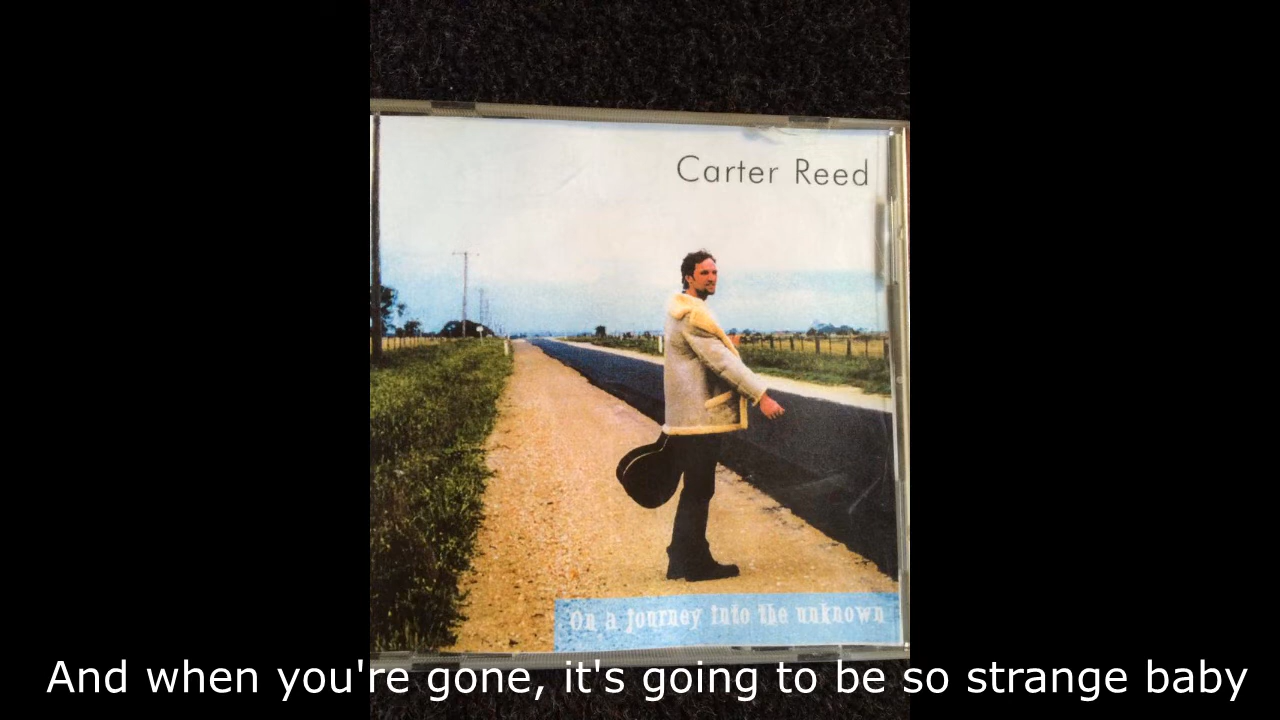 Carter Reed
On a journey into the unknown
And when you're gone, it's going to be so strange baby